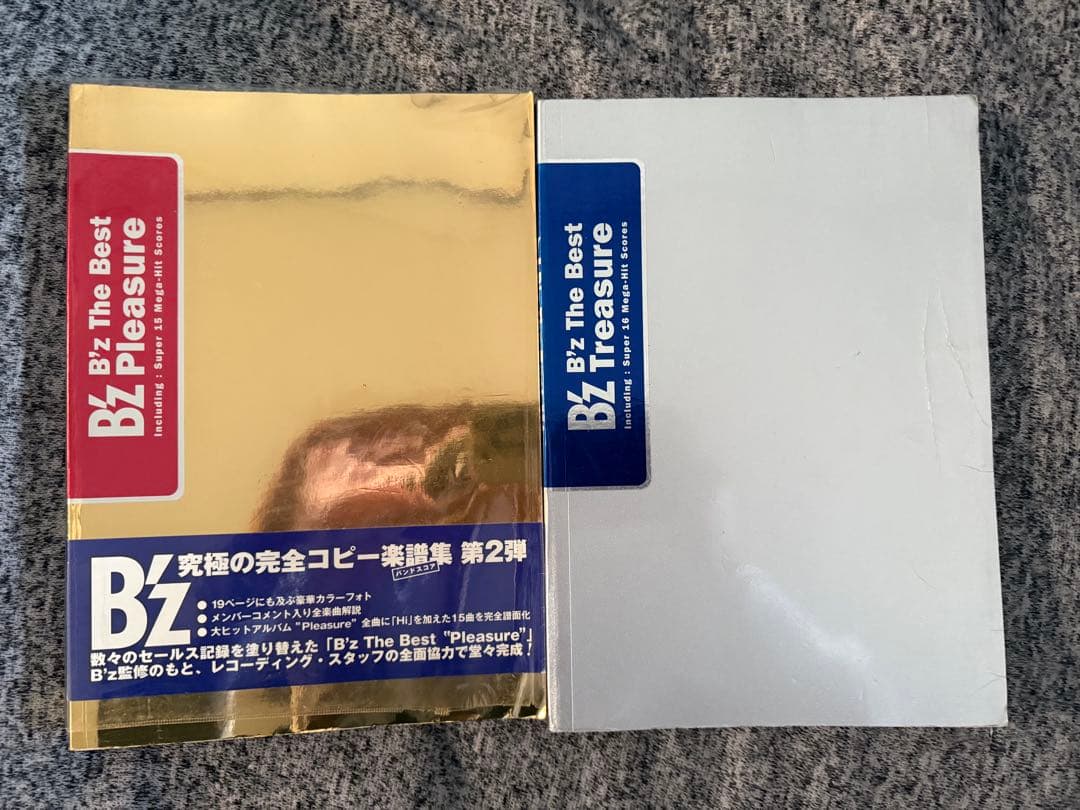 B'z The Best
B'z Pleasure
Including : Super 15 Mega-Hit Scores
B'z
究極の完全コピー楽譜集 第2弾
バンドスコア
● 19ページにも及ぶ豪華カラーフォト
● メンバーコメント入り全楽曲解説
● 大ヒットアルバム "Pleasure" 全曲に「Hi」を加えた15曲を完全譜面化
数々のセールス記録を塗り替えた「B'z The Best "Pleasure"」
B'z監修のもと、レコーディング・スタッフの全面協力で堂々完成!
B'z The Best
B'z Treasure
Including : Super 16 Mega-Hit Scores